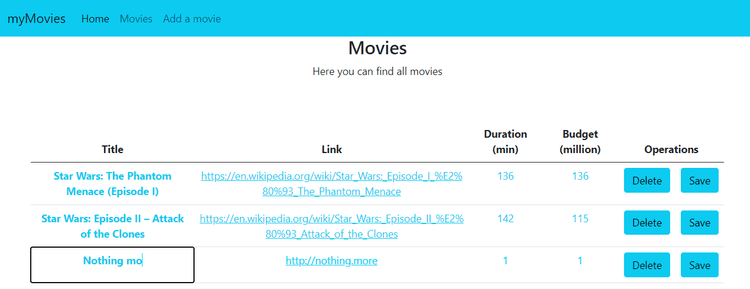 myMovies Home Movies Add a movie
Movies
Here you can find all movies
Title Link Duration (min) Budget (million) Operations
Star Wars: The Phantom Menace (Episode I) https://en.wikipedia.org/wiki/Star_Wars:_Episode_I_%E2%80%93_The_Phantom_Menace 136 136 Delete Save
Star Wars: Episode II – Attack of the Clones https://en.wikipedia.org/wiki/Star_Wars:_Episode_II_%E2%80%93_Attack_of_the_Clones 142 115 Delete Save
Nothing mo http://nothing.more 1 1 Delete Save